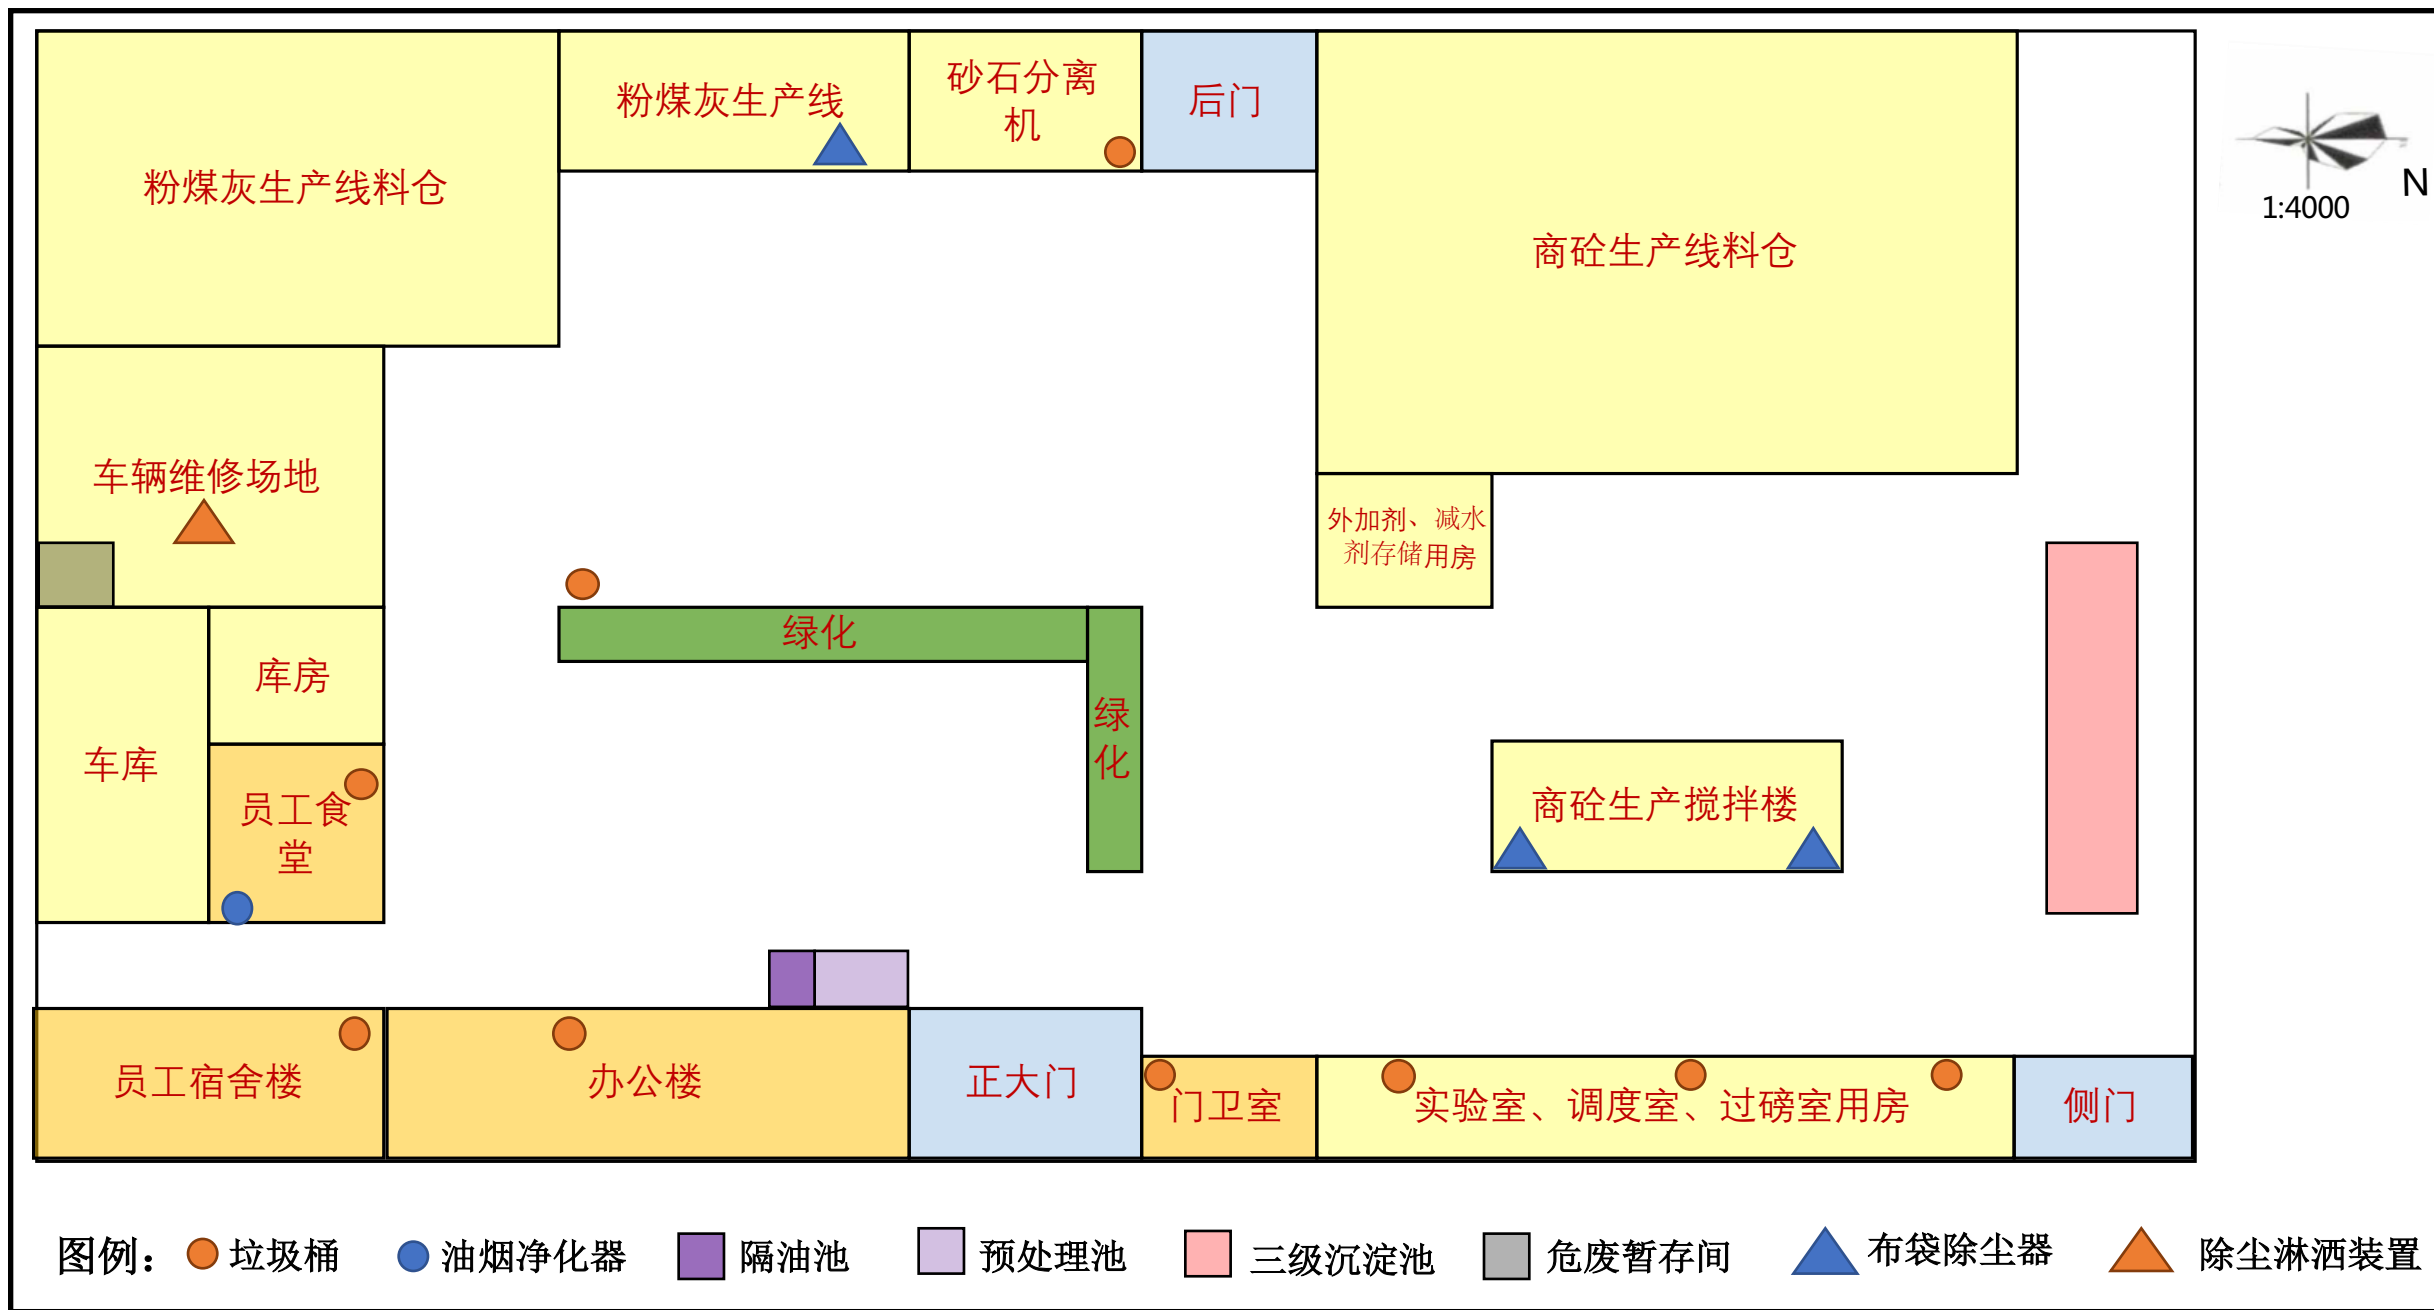 粉煤灰生产线料仓
粉煤灰生产线
砂石分离
机
后门
商砼生产线料仓
N
1:4000
车辆维修场地
外加剂、减水
剂存储用房
绿化
绿
化
库房
车库
员工食
堂
商砼生产搅拌楼
员工宿舍楼
办公楼
正大门
门卫室
实验室、调度室、过磅室用房
侧门
图例：
垃圾桶
油烟净化器
隔油池
预处理池
三级沉淀池
危废暂存间
布袋除尘器
除尘淋洒装置